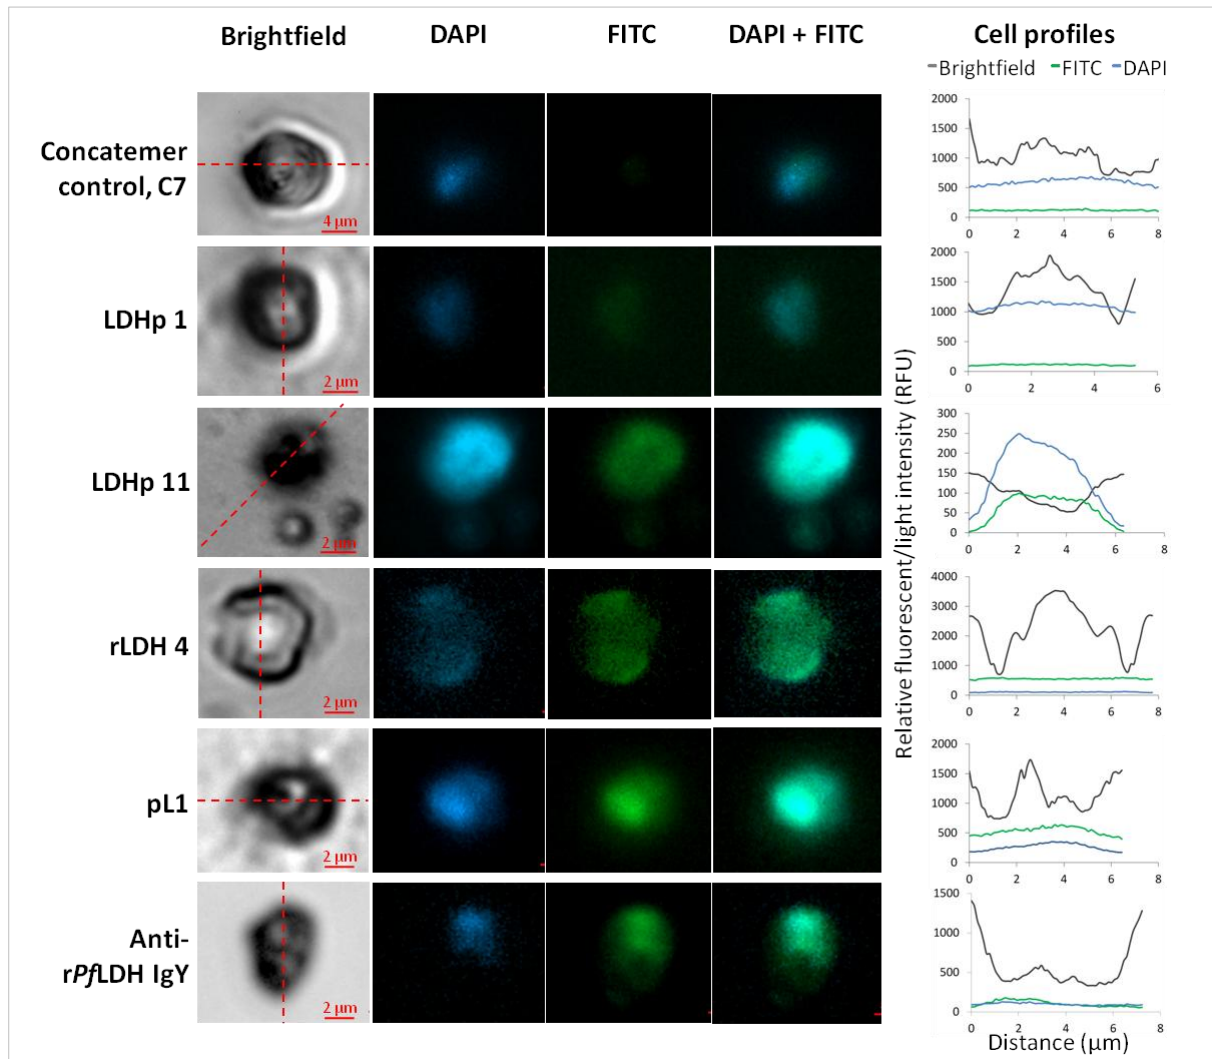 Brightfield
DAPI
FITC
DAPI + FITC
Cell profiles
Brightfield FITC DAPI
Concatemer
control, C7
4 µm
2000
1500
1000
500
0
0 2 4 6 8
LDHp 1
2 µm
2000
1500
1000
500
0
0 2 4 6
LDHp 11
2 µm
300
250
200
150
100
50
0
0 2 4 6 8
rLDH 4
2 µm
4000
3000
2000
1000
0
0 2 4 6 8
pL1
2 µm
2000
1500
1000
500
0
0 2 4 6 8
Anti-
rPfLDH IgY
2 µm
1500
1000
500
0
0 2 4 6 8
Relative fluorescent/light intensity (RFU)
Distance (µm)